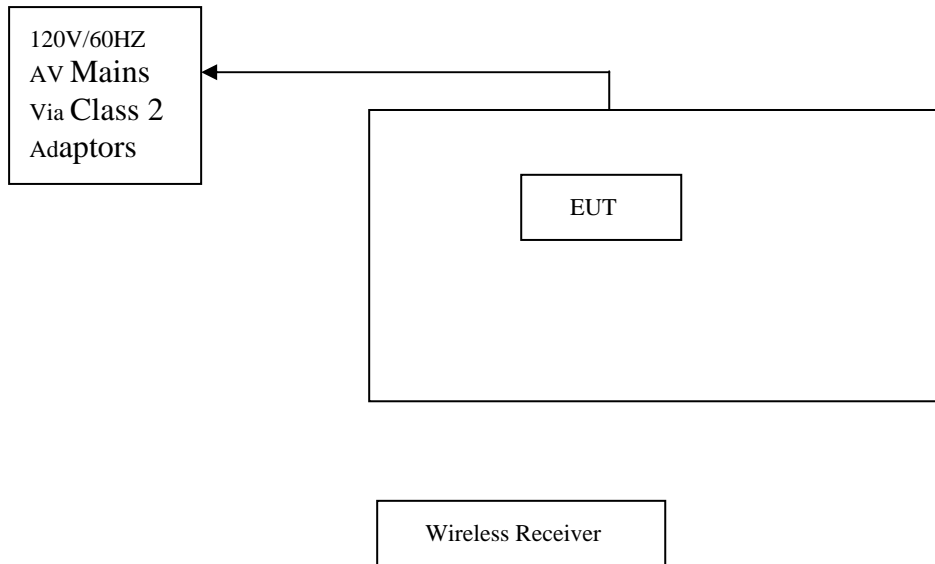 120V/60HZ
AV Mains
Via Class 2
Adaptors
EUT
Wireless Receiver